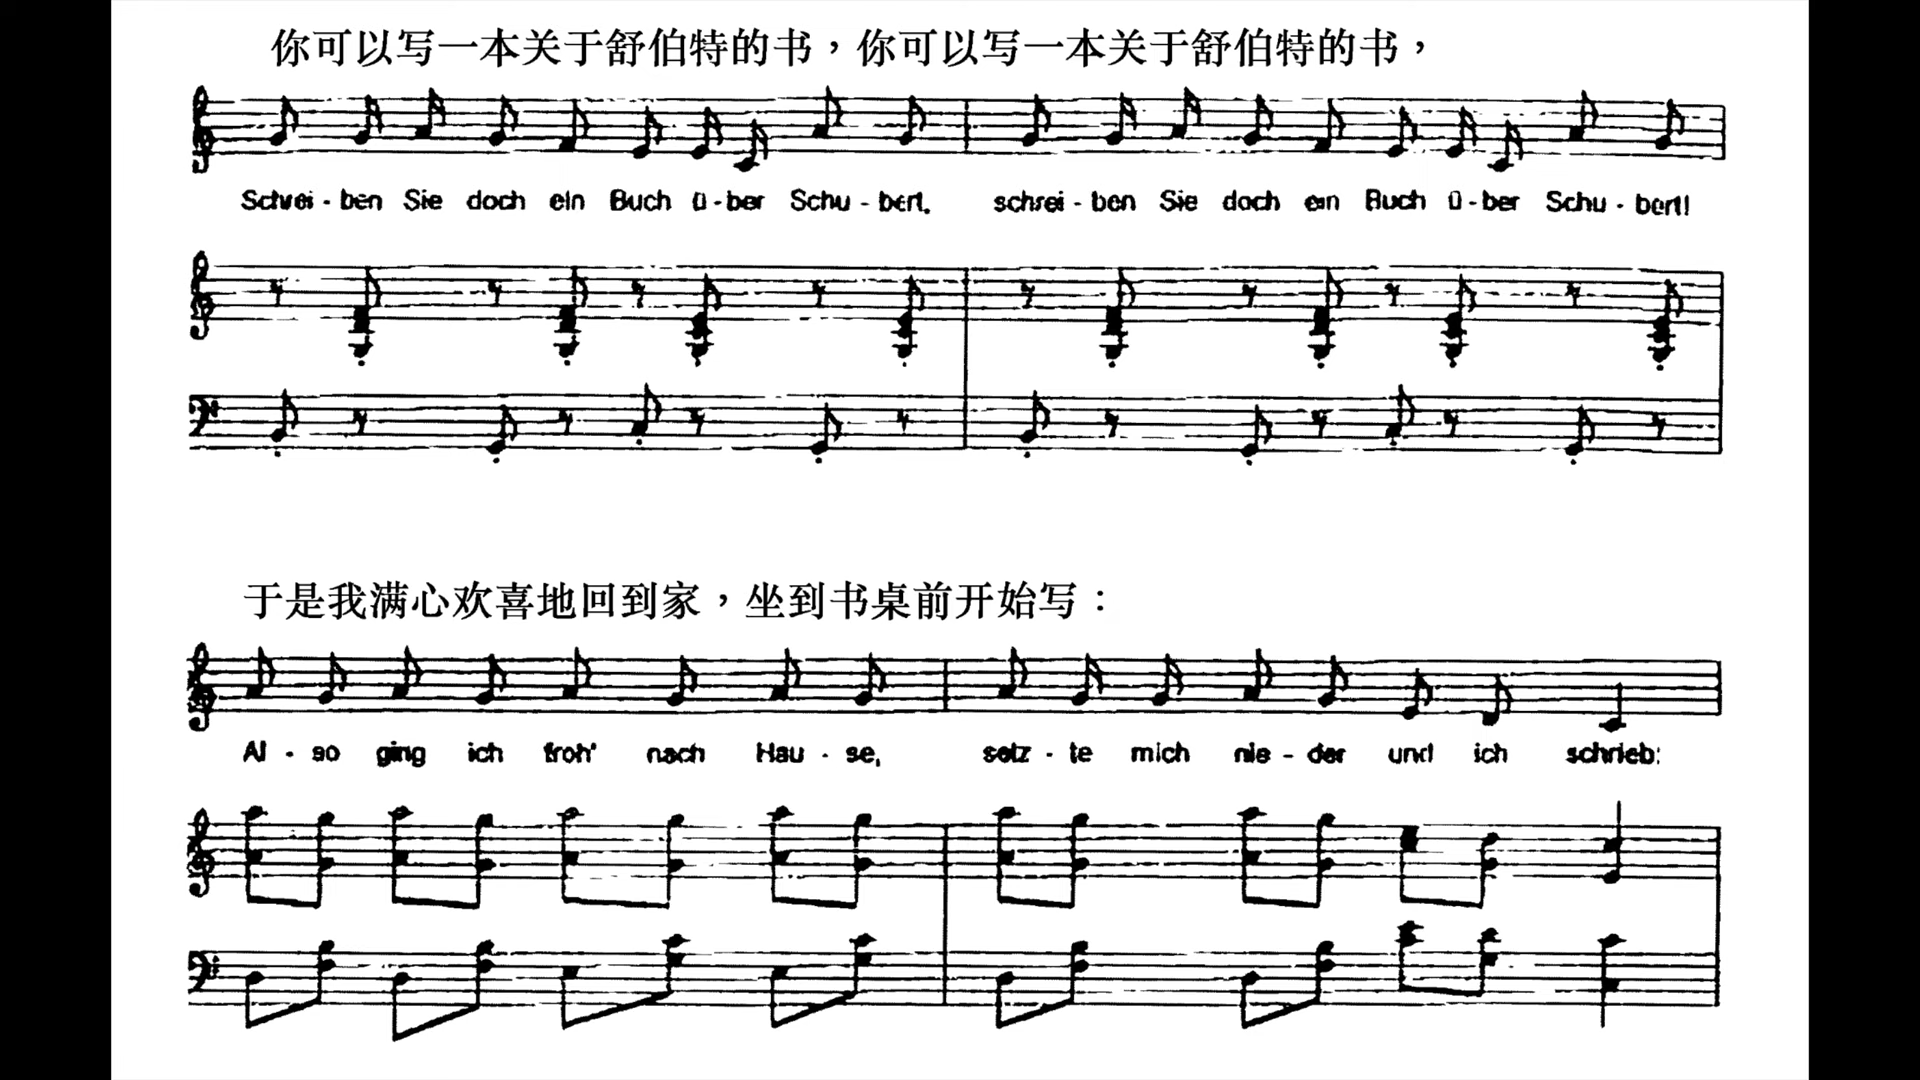 你可以写一本关于舒伯特的书，你可以写一本关于舒伯特的书，
Schrei - ben Sie doch ein Buch ü - ber Schu - bert, schrei - ben Sie doch ein Buch ü - ber Schu - bert!
于是我满心欢喜地回到家，坐到书桌前开始写：
Al - so ging ich froh' nach Hau - se, setz - te mich nie - der und ich schrieb: